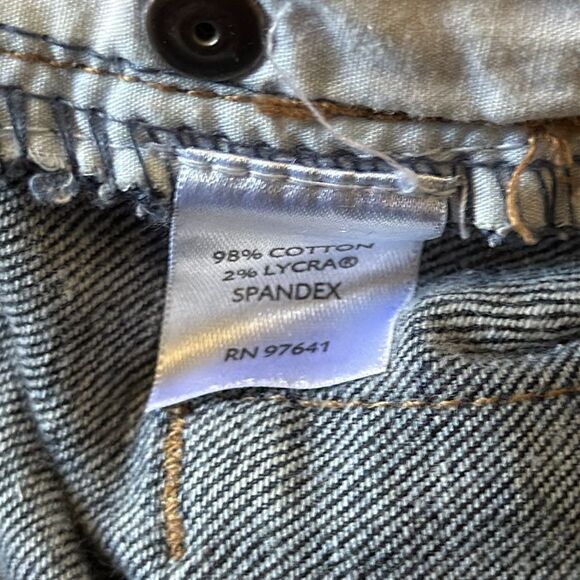 98% COTTON
2% LYCRA®
SPANDEX
RN 97641